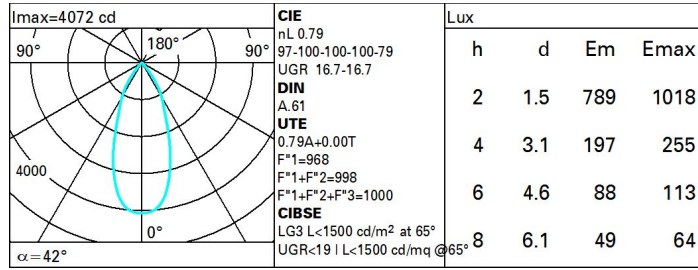 Imax=4072 cd
90°
180°
90°
4000
0°
α=42°
CIE
nL 0.79
97-100-100-100-79
UGR 16.7-16.7
DIN
A.61
UTE
0.79A+0.00T
F"1=968
F"1+F"2=998
F"1+F"2+F"3=1000
CIBSE
LG3 L<1500 cd/m² at 65°
UGR<19 | L<1500 cd/mq @65°
Lux
h d Em Emax
2 1.5 789 1018
4 3.1 197 255
6 4.6 88 113
8 6.1 49 64